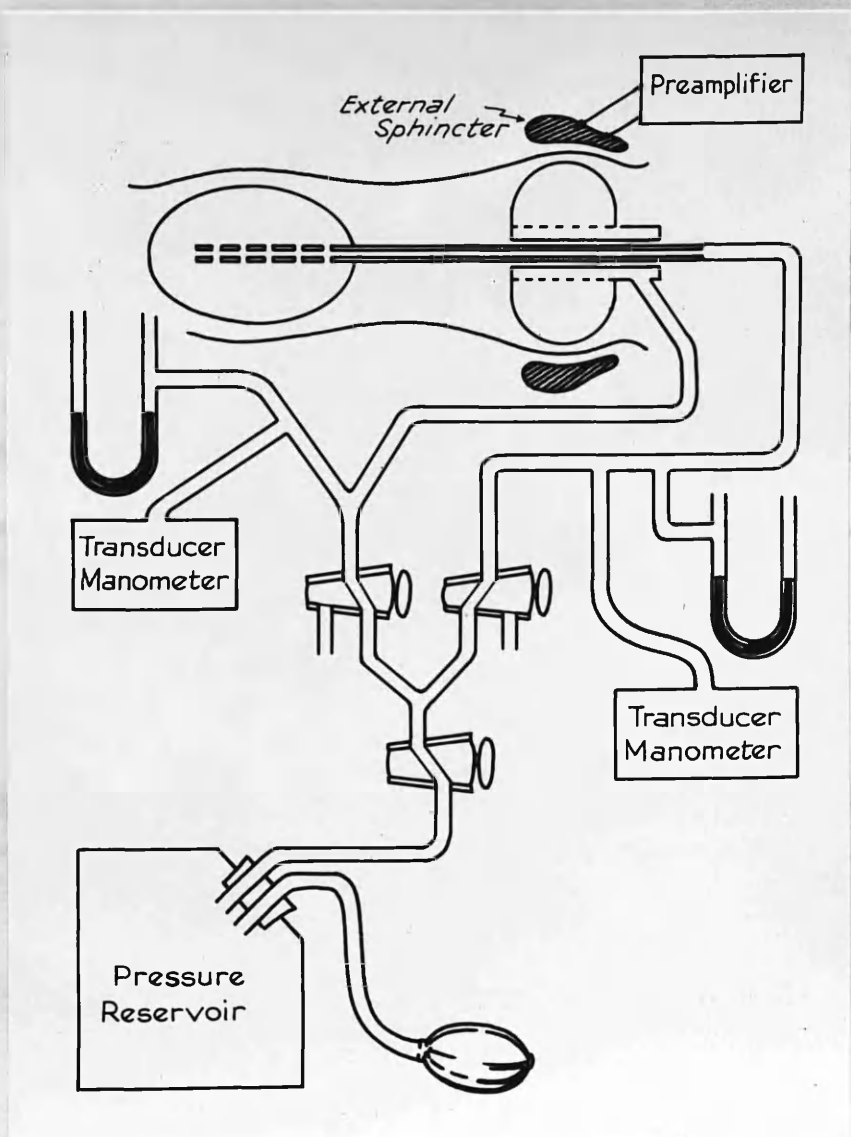 External
Sphincter
Preamplifier
Transducer
Manometer
Transducer
Manometer
Pressure
Reservoir